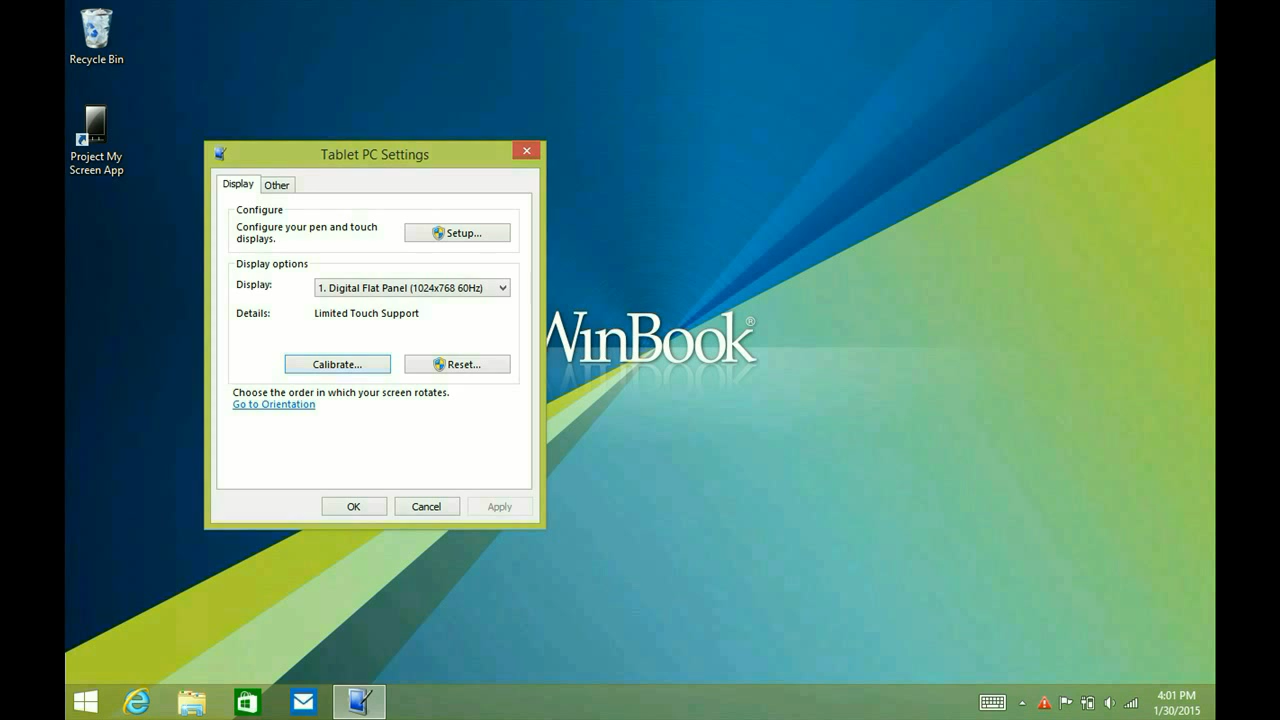 Recycle Bin
Project My
Screen App
Tablet PC Settings
Display
Other
Configure
Configure your pen and touch
displays.
Setup...
Display options
Display:
1. Digital Flat Panel (1024x768 60Hz)
Details:
Limited Touch Support
Calibrate...
Reset...
Choose the order in which your screen rotates.
Go to Orientation
OK
Cancel
Apply
WinBook®
4:01 PM
1/30/2015